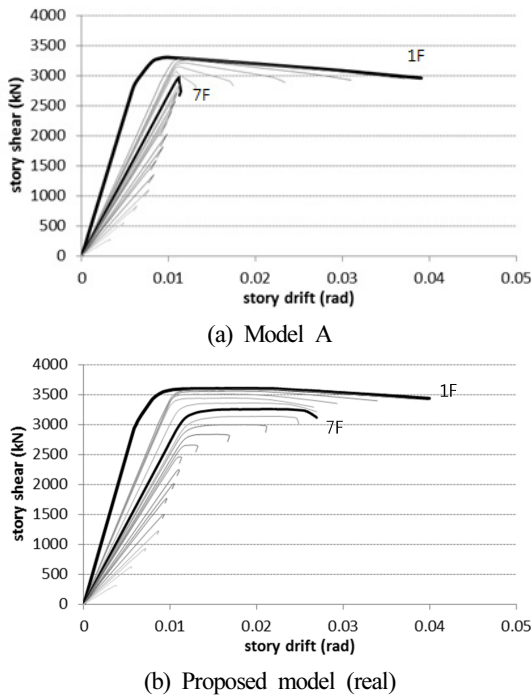 4000
3500
3000
2500
2000
1500
1000
500
0
story shear (kN)
1F
7F
0 0.01 0.02 0.03 0.04 0.05
story drift (rad)
(a) Model A
4000
3500
3000
2500
2000
1500
1000
500
0
story shear (kN)
1F
7F
0.00 0.01 0.02 0.03 0.04 0.05
story drift (rad)
(b) Proposed model (real)